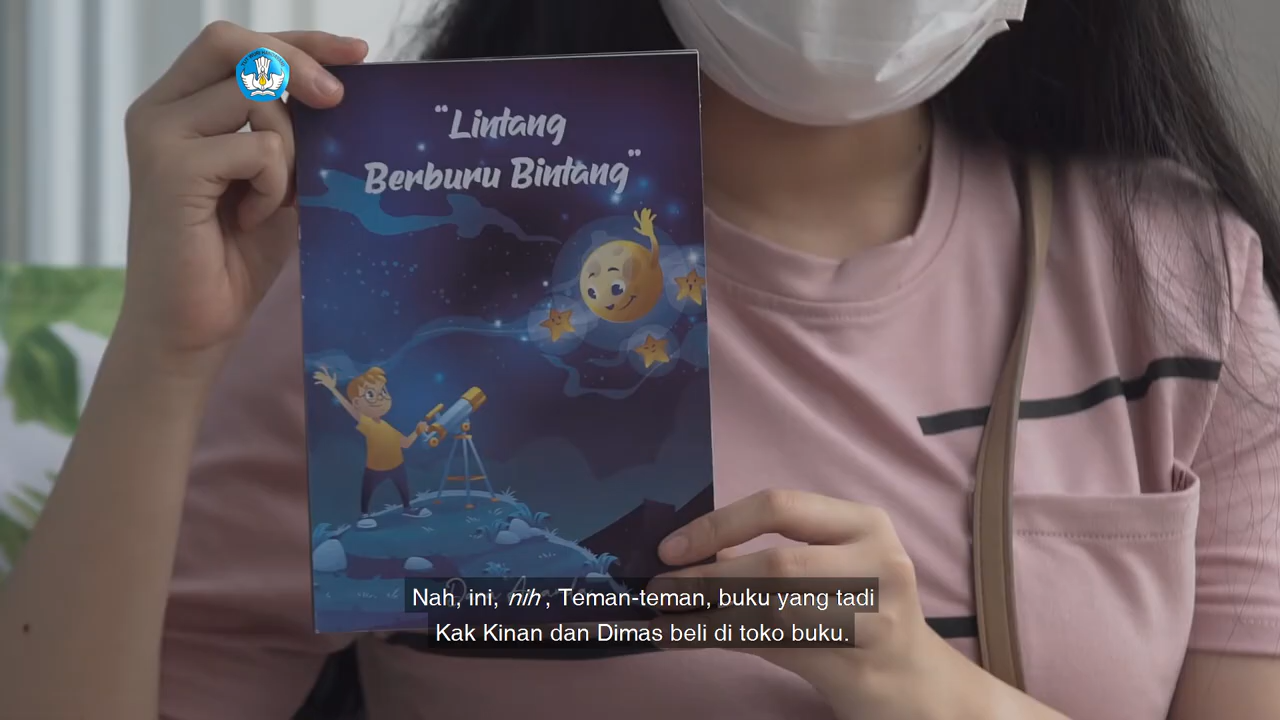 "Lintang
Berburu Bintang"
Nah, ini, nih, Teman-teman, buku yang tadi
Kak Kinan dan Dimas beli di toko buku.